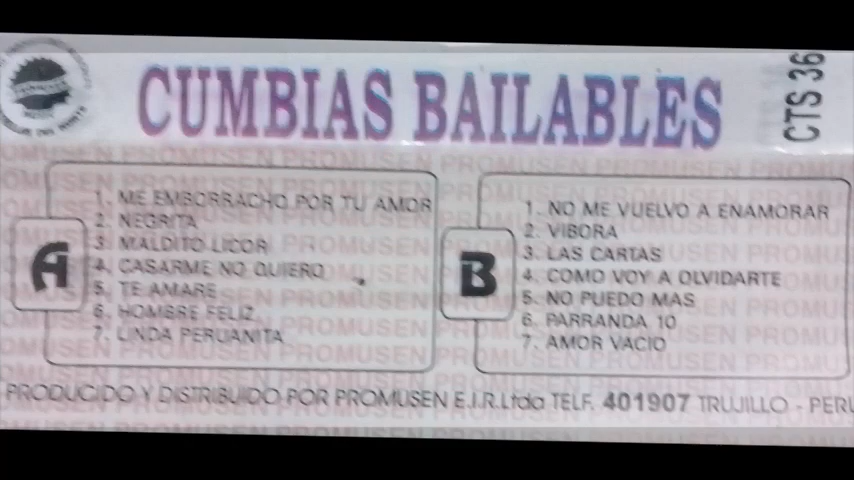 CUMBIAS BAILABLES
CTS 36
A
1. ME EMBORRACHO POR TU AMOR
2. NEGRITA
3. MALDITO LICOR
4. CASARME NO QUIERO
5. TE AMARE
6. HOMBRE FELIZ
7. LINDA PERUANITA
B
1. NO ME VUELVO A ENAMORAR
2. VIBORA
3. LAS CARTAS
4. COMO VOY A OLVIDARTE
5. NO PUEDO MAS
6. PARRANDA 10
7. AMOR VACIO
PRODUCIDO Y DISTRIBUIDO POR PROMUSEN E.I.R.Ltda TELF. 401907 TRUJILLO - PERU